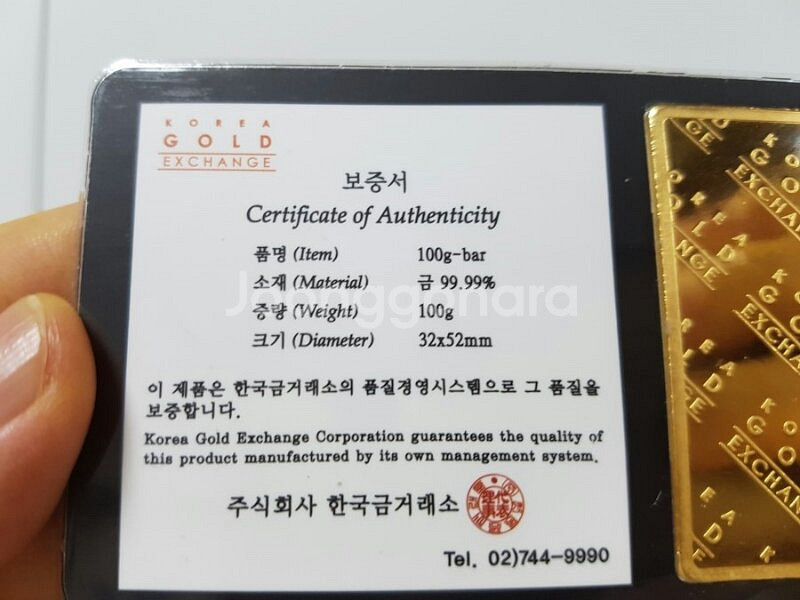 KOREA
GOLD
EXCHANGE
보증서
Certificate of Authenticity
품명 (Item) 100g-bar
소재 (Material) 금 99.99%
중량 (Weight) 100g
크기 (Diameter) 32x52mm
Joonggonara
이 제품은 한국금거래소의 품질경영시스템으로 그 품질을
보증합니다.
Korea Gold Exchange Corporation guarantees the quality of
this product manufactured by its own management system.
주식회사 한국금거래소
Tel. 02)744-9990
KOREA
GOLD
EXCHANGE